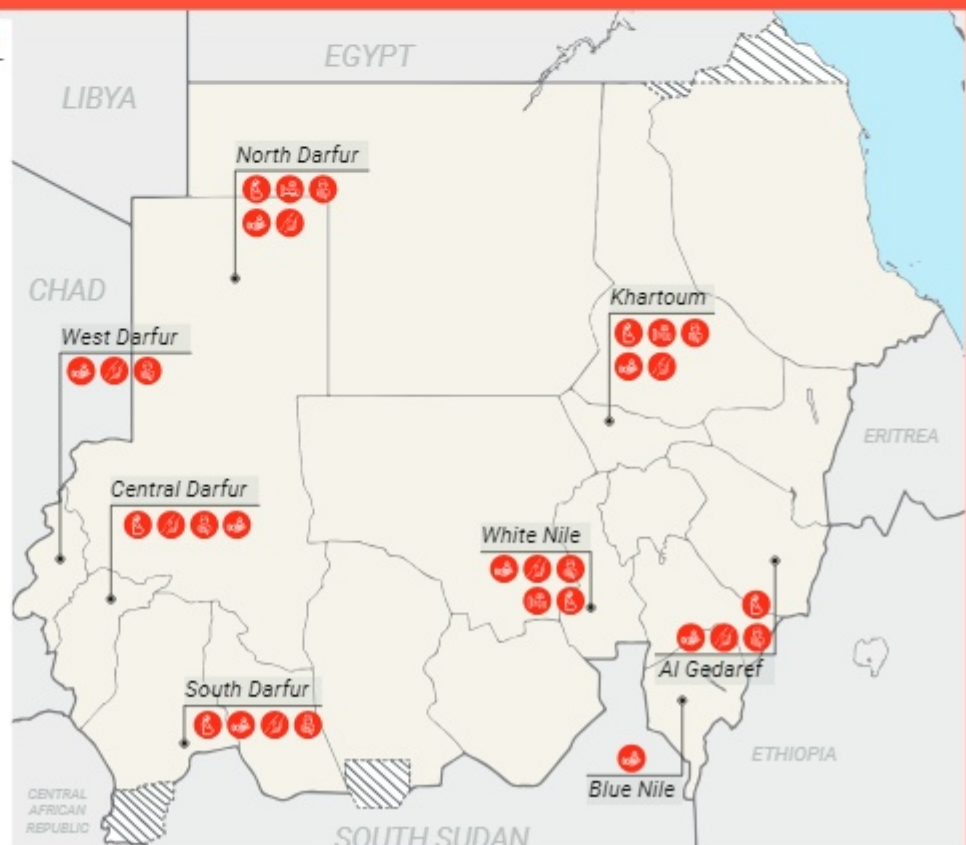 EGYPT
LIBYA
North Darfur
CHAD
Khartoum
West Darfur
ERITREA
Central Darfur
White Nile
Al Gedaref
South Darfur
ETHIOPIA
Blue Nile
CENTRAL
AFRICAN
REPUBLIC
SOUTH SUDAN